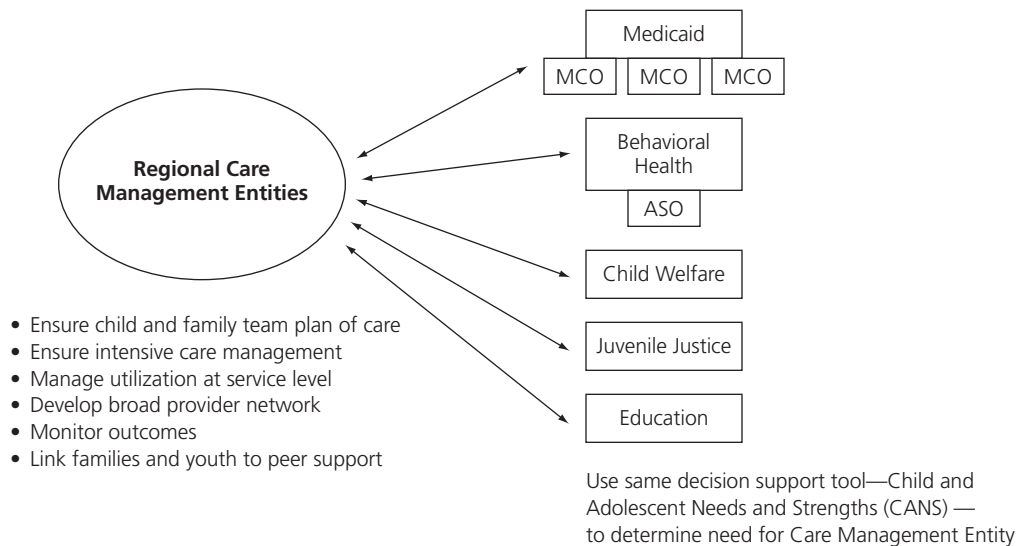 Regional Care
Management Entities
• Ensure child and family team plan of care
• Ensure intensive care management
• Manage utilization at service level
• Develop broad provider network
• Monitor outcomes
• Link families and youth to peer support
Medicaid
MCO MCO MCO
Behavioral
Health
ASO
Child Welfare
Juvenile Justice
Education
Use same decision support tool—Child and
Adolescent Needs and Strengths (CANS) —
to determine need for Care Management Entity